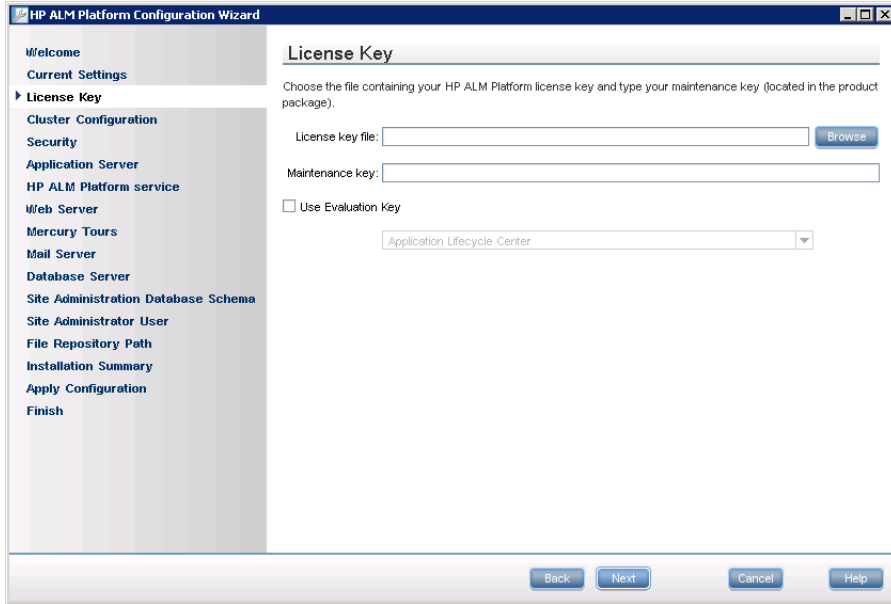 HP ALM Platform Configuration Wizard
Welcome
Current Settings
License Key
Cluster Configuration
Security
Application Server
HP ALM Platform service
Web Server
Mercury Tours
Mail Server
Database Server
Site Administration Database Schema
Site Administrator User
File Repository Path
Installation Summary
Apply Configuration
Finish
License Key
Choose the file containing your HP ALM Platform license key and type your maintenance key (located in the product
package).
License key file:
Browse
Maintenance key:
Use Evaluation Key
Application Lifecycle Center
Back
Next
Cancel
Help